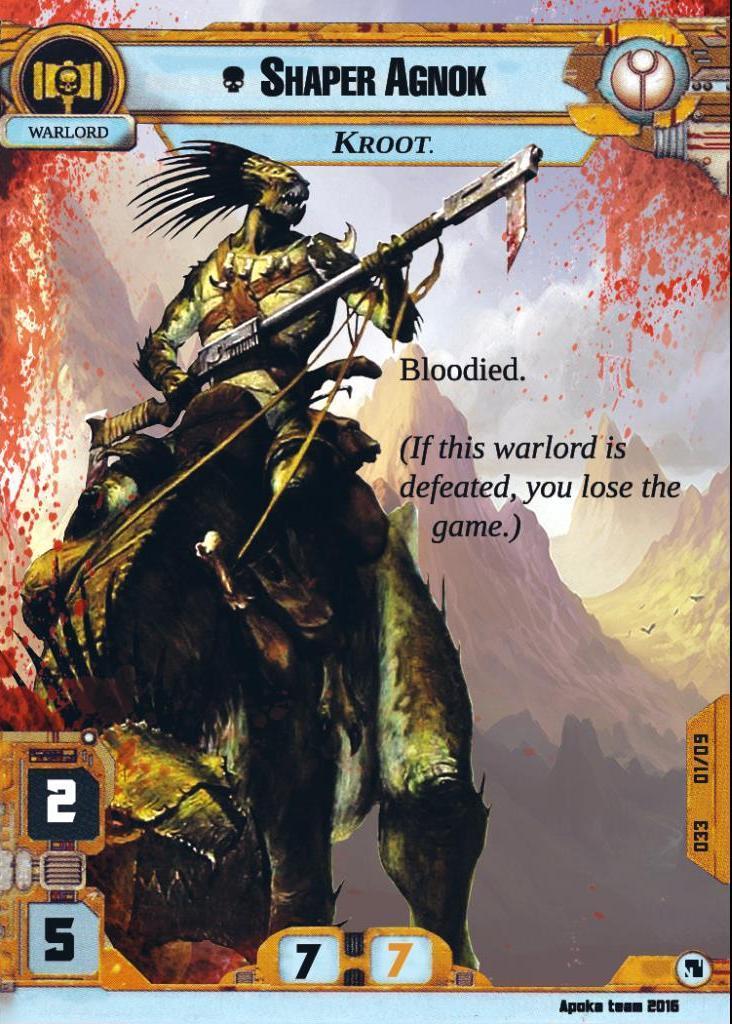 Shaper Agnok
WARLORD
Kroot.
Bloodied.
(If this warlord is
defeated, you lose the
game.)
2
5
7 7
01/09
033
Apoka team 2016